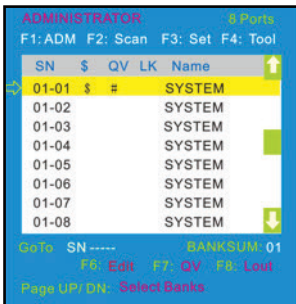 ADMINISTRATOR 8 Ports
F1: ADM F2: Scan F3: Set F4: Tool
SN $ QV LK Name
01-01 $ # SYSTEM
01-02 SYSTEM
01-03 SYSTEM
01-04 SYSTEM
01-05 SYSTEM
01-06 SYSTEM
01-07 SYSTEM
01-08 SYSTEM
GoTo SN ----- BANKSUM: 01
F6: Edit F7: QV F8: Lout
Page UP/ DN: Select Banks